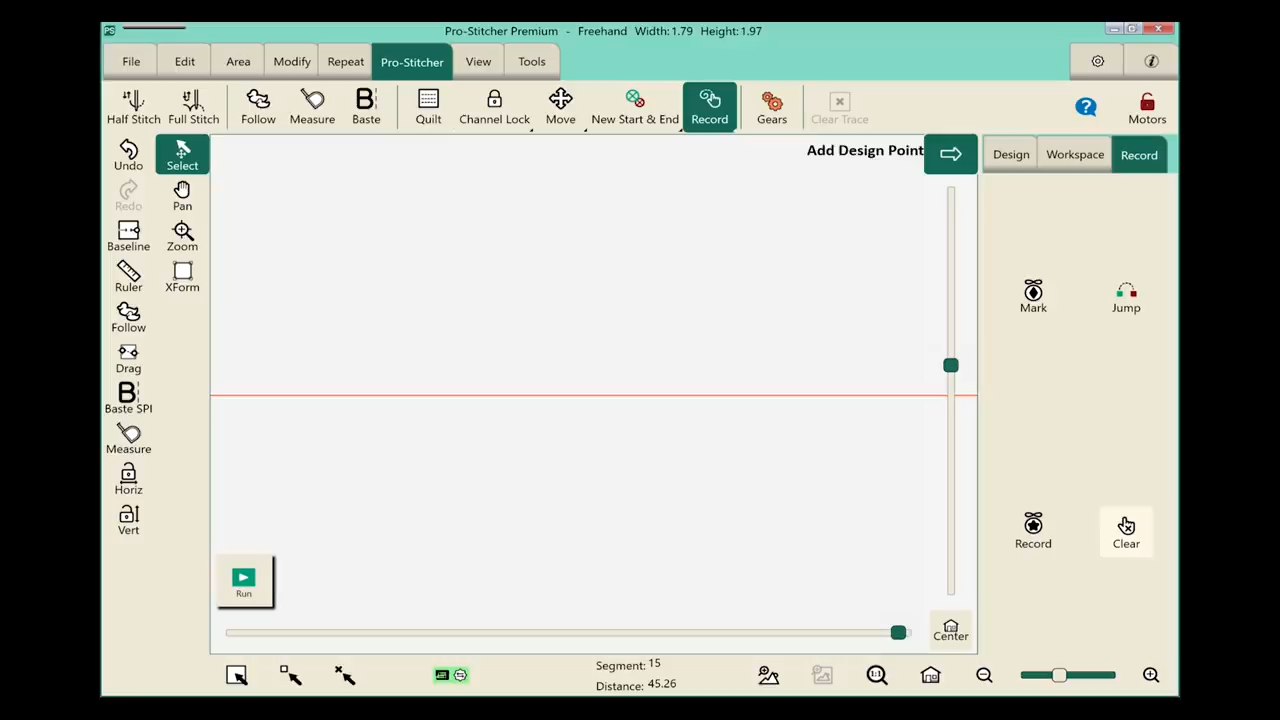 PS Pro-Stitcher Premium - Freehand Width: 1.79 Height: 1.97
File Edit Area Modify Repeat Pro-Stitcher View Tools
Half Stitch Full Stitch Follow Measure Baste Quilt Channel Lock Move New Start & End Record Gears Clear Trace Motors
Undo Select
Redo Pan
Baseline Zoom
Ruler XForm
Follow
Drag
Baste SPI
Measure
Horiz
Vert
Add Design Point
Run
Center
Design Workspace Record
Mark Jump
Record Clear
Segment: 15
Distance: 45.26
1:1